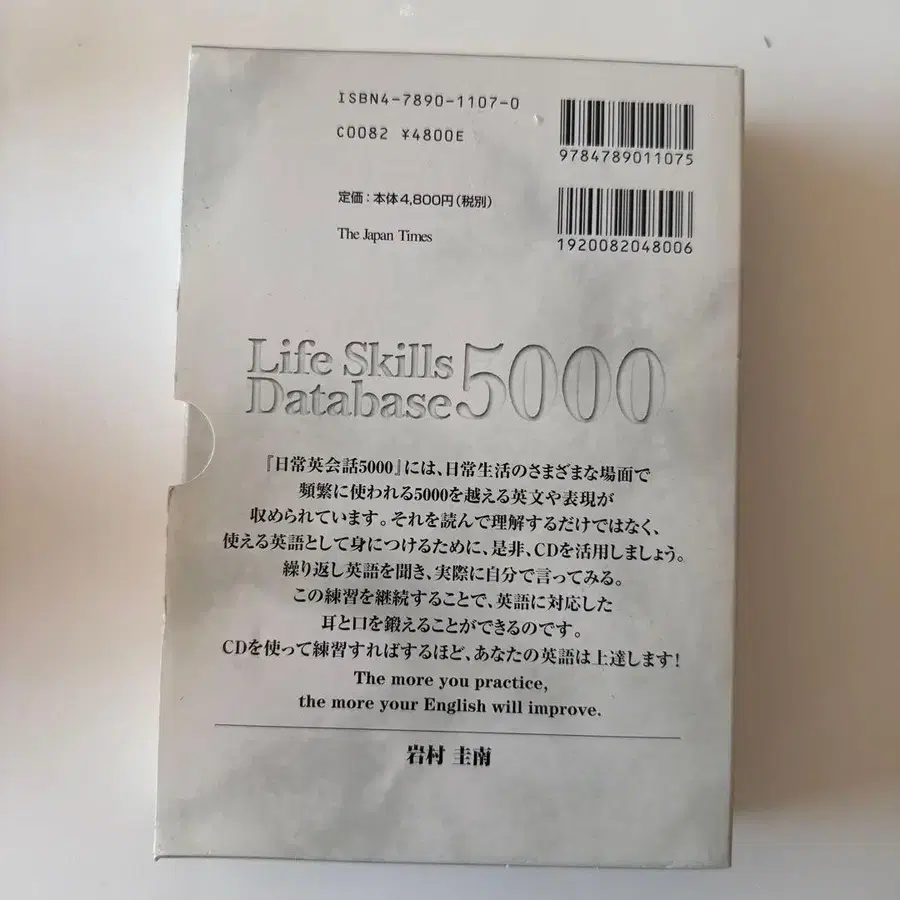 ISBN4-7890-1107-0
C0082 ¥4800E
9784789011075
定価：本体4,800円（税別）
The Japan Times
1920082048006
Life Skills
Database 5000
『日常英会話5000』には、日常生活のさまざまな場面で
頻繁に使われる5000を越える英文や表現が
収められています。それを読んで理解するだけではなく、
使える英語として身につけるために、是非、CDを活用しましょう。
繰り返し英語を聞き、実際に自分で言ってみる。
この練習を継続することで、英語に対応した
耳と口を鍛えることができるのです。
CDを使って練習すればするほど、あなたの英語は上達します！
The more you practice,
the more your English will improve.
岩村 圭南